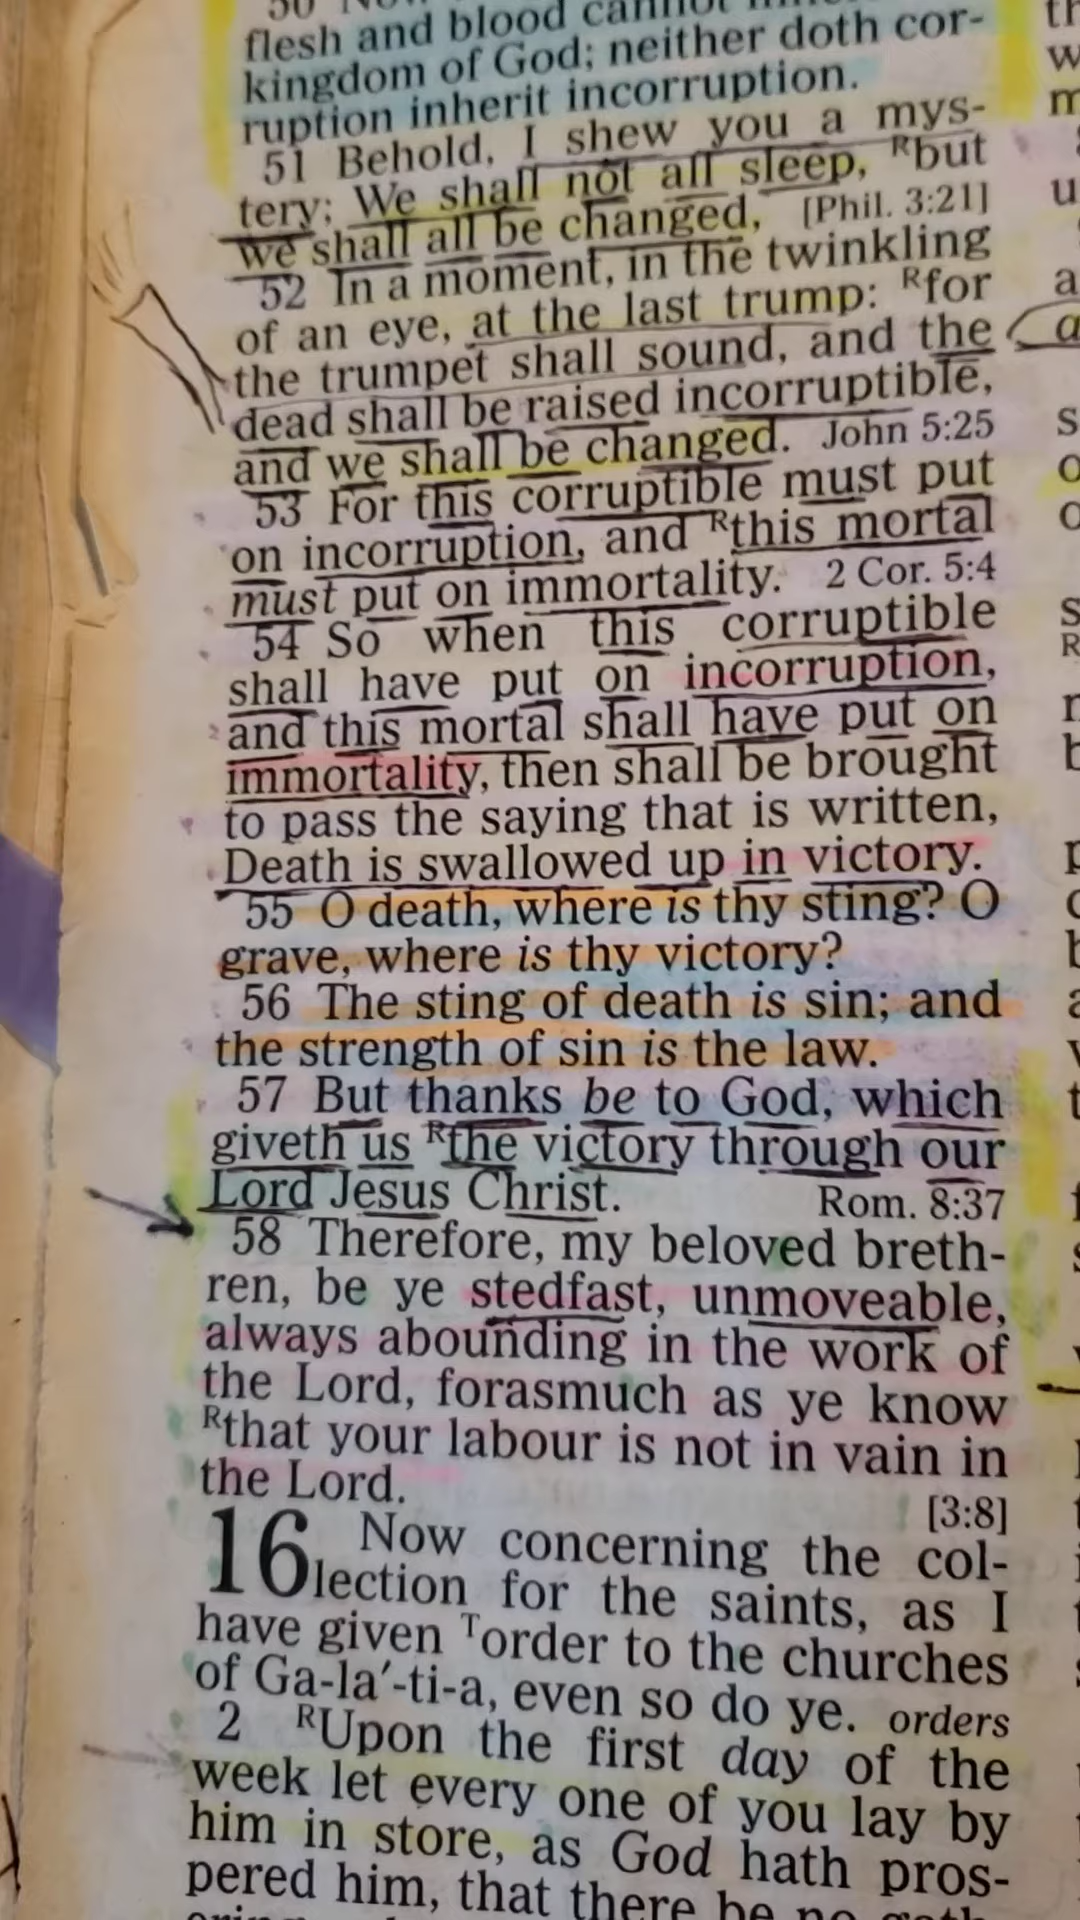 50
flesh and blood cannot
kingdom of God; neither doth cor-
ruption inherit incorruption.
51 Behold, I shew you a mys-
tery; We shall not all sleep, Rbut
we shall all be changed, [Phil. 3:21]
52 In a moment, in the twinkling
of an eye, at the last trump: Rfor
the trumpet shall sound, and the
dead shall be raised incorruptible,
and we shall be changed. John 5:25
53 For this corruptible must put
on incorruption, and Rthis mortal
must put on immortality. 2 Cor. 5:4
54 So when this corruptible
shall have put on incorruption,
and this mortal shall have put on
immortality, then shall be brought
to pass the saying that is written,
Death is swallowed up in victory.
55 O death, where is thy sting? O
grave, where is thy victory?
56 The sting of death is sin; and
the strength of sin is the law.
57 But thanks be to God, which
giveth us Rthe victory through our
Lord Jesus Christ. Rom. 8:37
58 Therefore, my beloved breth-
ren, be ye stedfast, unmoveable,
always abounding in the work of
the Lord, forasmuch as ye know
Rthat your labour is not in vain in
the Lord. [3:8]
16 Now concerning the col-
lection for the saints, as I
have given Torder to the churches
of Ga-la′-ti-a, even so do ye. orders
2 RUpon the first day of the
week let every one of you lay by
him in store, as God hath pros-
pered him, that there be no